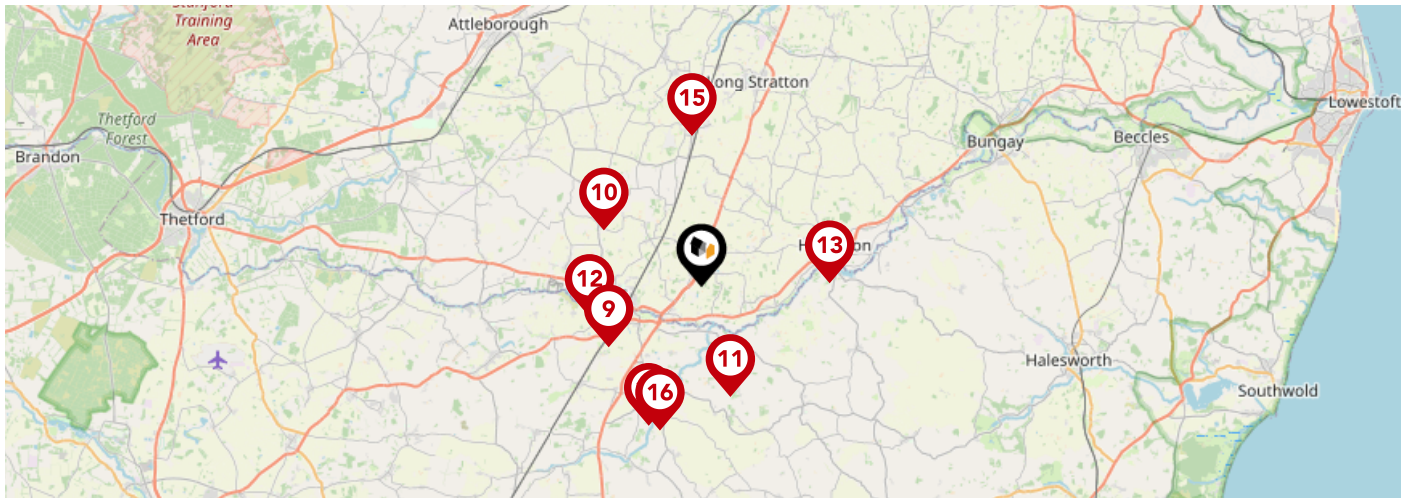 Stanford
Training
Area
Attleborough
Long Stratton
15
Thetford
Forest
Lowestoft
Brandon
Bungay
Beccles
10
Thetford
13
12
9
11
Halesworth
16
Southwold